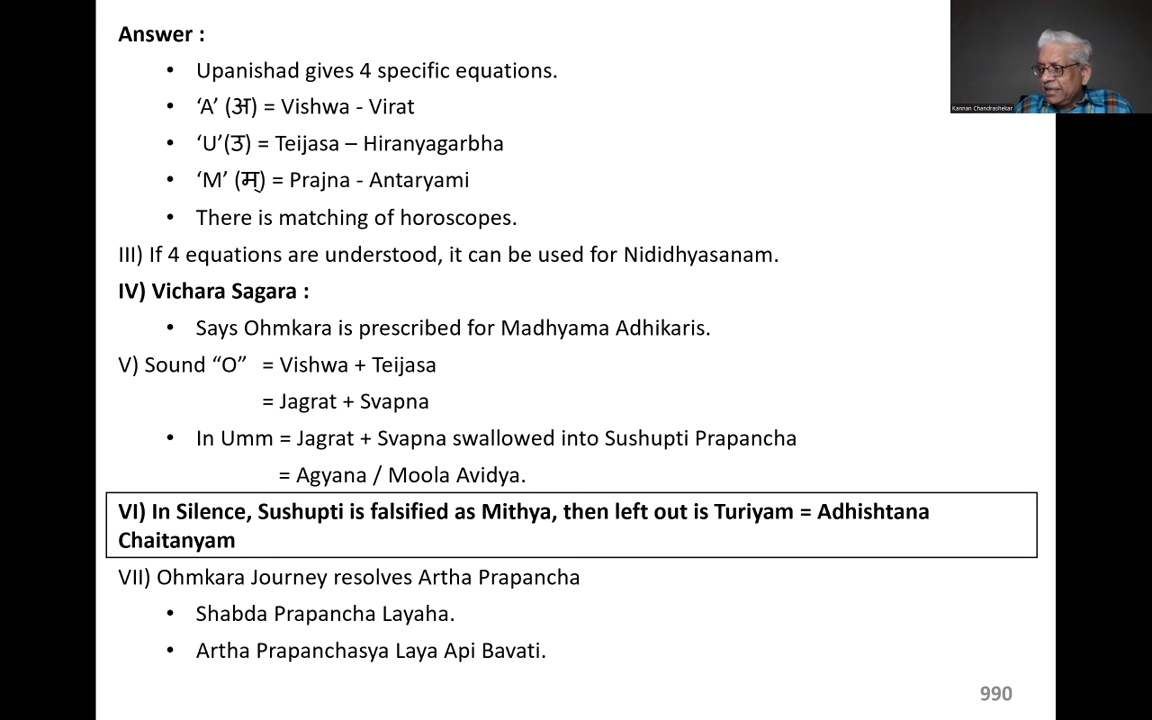 Answer :
• Upanishad gives 4 specific equations.
• ‘A’ (अ) = Vishwa - Virat
• ‘U’(उ) = Teijasa – Hiranyagarbha
• ‘M’ (म्) = Prajna - Antaryami
• There is matching of horoscopes.
III) If 4 equations are understood, it can be used for Nididhyasanam.
IV) Vichara Sagara :
• Says Ohmkara is prescribed for Madhyama Adhikaris.
V) Sound “O” = Vishwa + Teijasa
= Jagrat + Svapna
• In Umm = Jagrat + Svapna swallowed into Sushupti Prapancha
= Agyana / Moola Avidya.
VI) In Silence, Sushupti is falsified as Mithya, then left out is Turiyam = Adhishtana
Chaitanyam
VII) Ohmkara Journey resolves Artha Prapancha
• Shabda Prapancha Layaha.
• Artha Prapanchasya Laya Api Bavati.
990
Kannan Chandrashekar